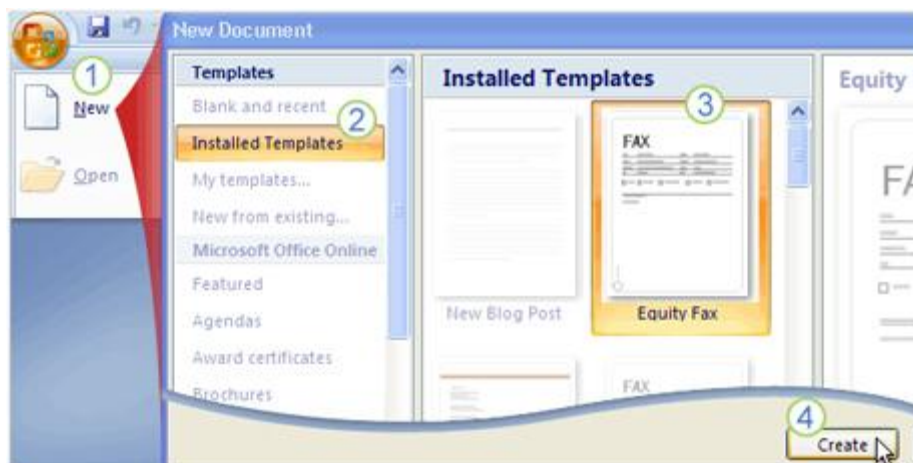 New Document
1
New
Open
Templates
Blank and recent
2
Installed Templates
My templates...
New from existing...
Microsoft Office Online
Featured
Agendas
Award certificates
Brochures
Installed Templates
3
FAX
New Blog Post
Equity Fax
FAX
Equity
FA
4
Create